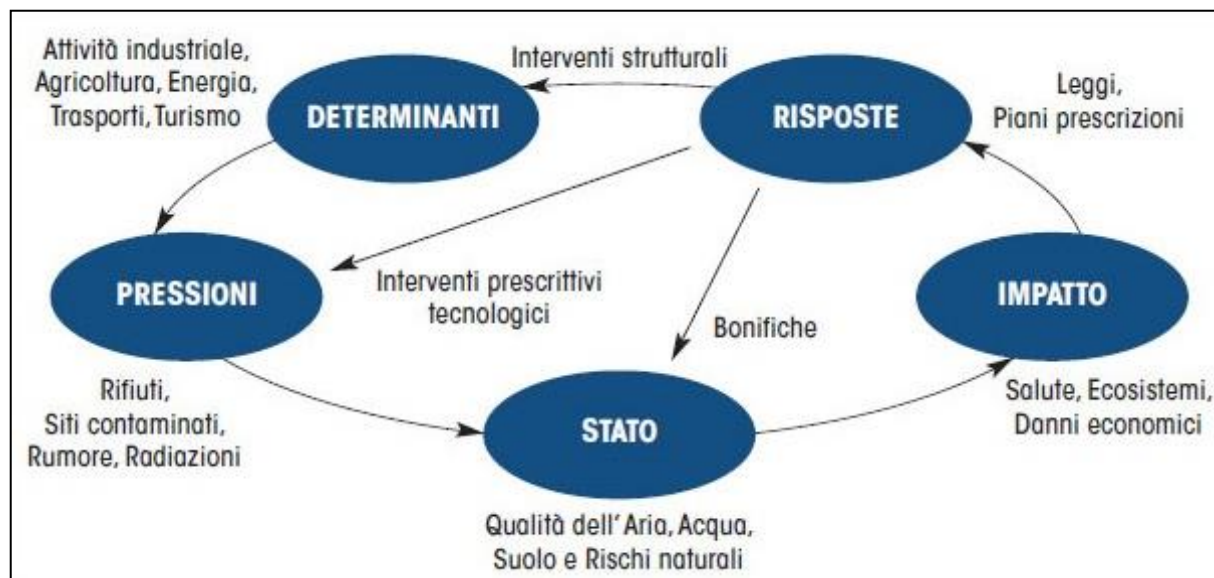 Attività industriale,
Agricoltura, Energia,
Trasporti, Turismo
DETERMINANTI
Interventi strutturali
RISPOSTE
Leggi,
Piani prescrizioni
PRESSIONI
Interventi prescrittivi
tecnologici
Bonifiche
IMPATTO
Rifiuti,
Siti contaminati,
Rumore, Radiazioni
STATO
Salute, Ecosistemi,
Danni economici
Qualità dell'Aria, Acqua,
Suolo e Rischi naturali